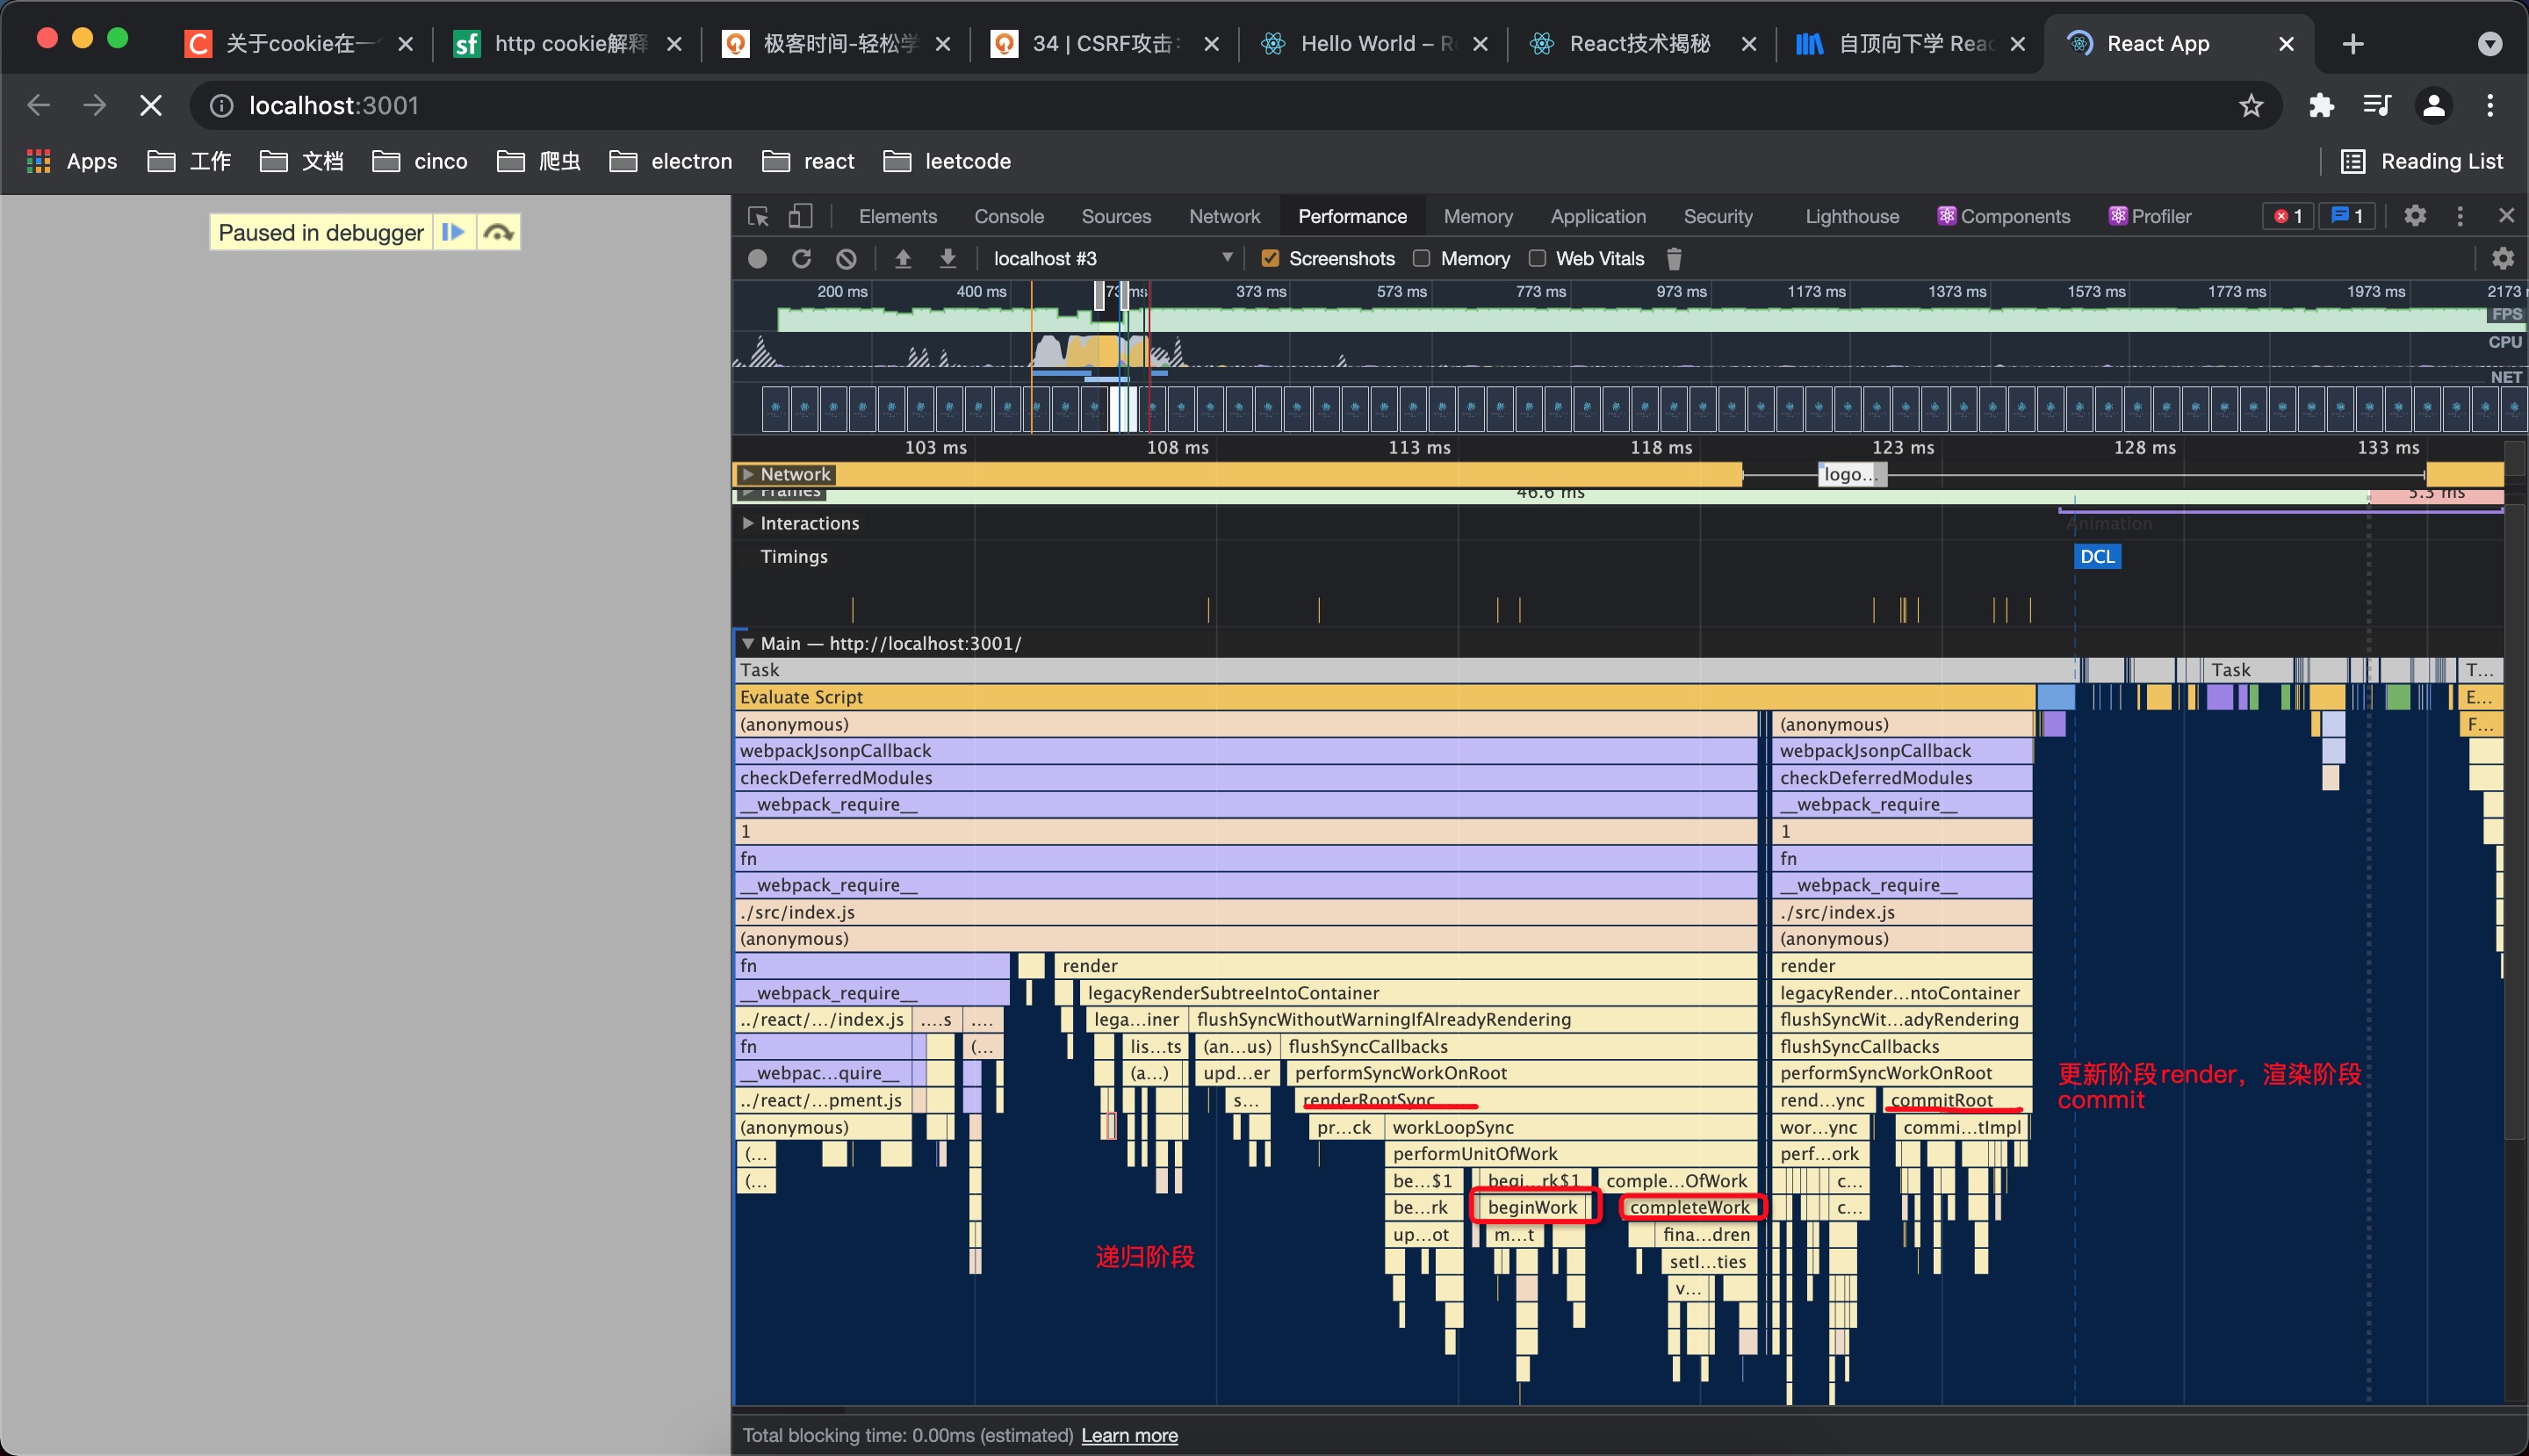 关于cookie在一
http cookie解释
极客时间-轻松学
34 | CSRF攻击:
Hello World – R
React技术揭秘
自顶向下学 Reac
React App
localhost:3001
Apps
工作
文档
cinco
爬虫
electron
react
leetcode
Reading List
Paused in debugger
Elements
Console
Sources
Network
Performance
Memory
Application
Security
Lighthouse
Components
Profiler
1
1
localhost #3
Screenshots
Memory
Web Vitals
200 ms
400 ms
73 ms
373 ms
573 ms
773 ms
973 ms
1173 ms
1373 ms
1573 ms
1773 ms
1973 ms
2173
FPS
CPU
NET
103 ms
108 ms
113 ms
118 ms
123 ms
128 ms
133 ms
Network
logo...
Frames
46.6 ms
5.3 ms
Interactions
Animation
Timings
DCL
Main — http://localhost:3001/
Task
Task
T...
Evaluate Script
E...
(anonymous)
(anonymous)
F...
webpackJsonpCallback
webpackJsonpCallback
checkDeferredModules
checkDeferredModules
__webpack_require__
__webpack_require__
1
1
fn
fn
__webpack_require__
__webpack_require__
./src/index.js
./src/index.js
(anonymous)
(anonymous)
fn
render
render
__webpack_require__
legacyRenderSubtreeIntoContainer
legacyRender...ntoContainer
../react/.../index.js
....s
....
lega...iner
flushSyncWithoutWarningIfAlreadyRendering
flushSyncWit...adyRendering
fn
(...
lis...ts
(an...us)
flushSyncCallbacks
flushSyncCallbacks
__webpac...quire__
(a...)
upd...er
performSyncWorkOnRoot
performSyncWorkOnRoot
更新阶段render，渲染阶段
commit
../react/...pment.js
s...
renderRootSync
rend...ync
commitRoot
(anonymous)
pr...ck
workLoopSync
wor...ync
commi...tImpl
(...
performUnitOfWork
perf...ork
(...
be...$1
begi...rk$1
comple...OfWork
c...
be...rk
beginWork
completeWork
c...
up...ot
m...t
fina...dren
递归阶段
setI...ties
v...
Total blocking time: 0.00ms (estimated) Learn more